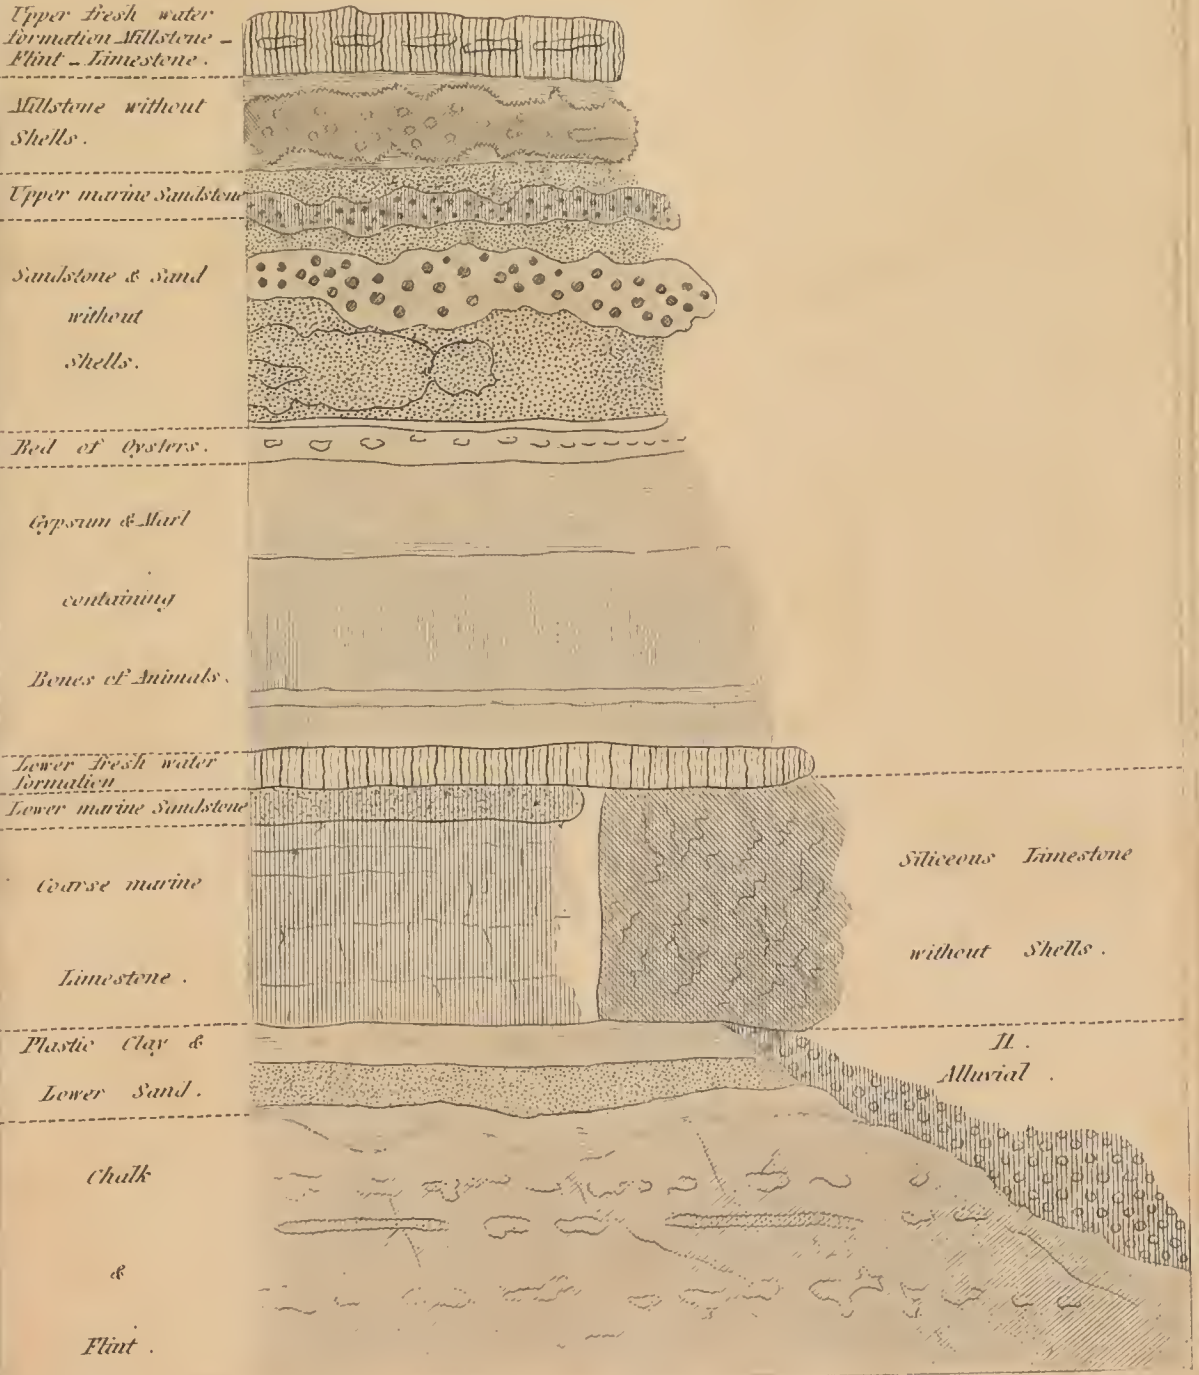 Upper fresh water
formation Millstone –
Flint – Limestone .
Millstone without
Shells .
Upper marine Sandstone
Sandstone & Sand
without
Shells .
Bed of Oysters .
Gypsum & Marl
containing
Bones of Animals .
Lower fresh water
formation
Lower marine Sandstone
Coarse marine
Limestone .
Siliceous Limestone
without Shells .
Plastic Clay &
Lower Sand .
11 .
Alluvial .
Chalk
&
Flint .